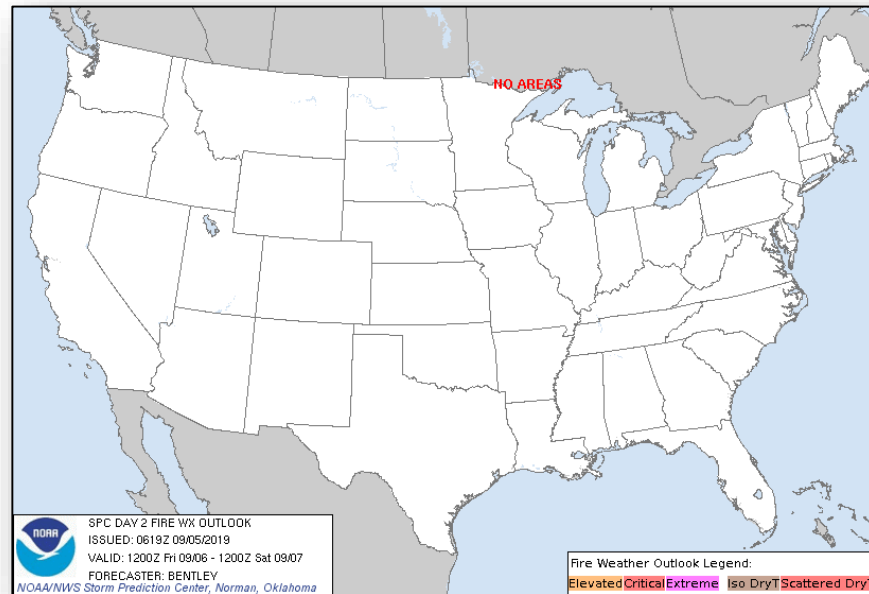 NO AREAS
NOAA
SPC DAY 2 FIRE WX OUTLOOK
ISSUED: 0619Z 09/05/2019
VALID: 1200Z Fri 09/06 - 1200Z Sat 09/07
FORECASTER: BENTLEY
NOAA/NWS Storm Prediction Center, Norman, Oklahoma
Fire Weather Outlook Legend:
Elevated Critical Extreme Iso DryT Scattered DryT